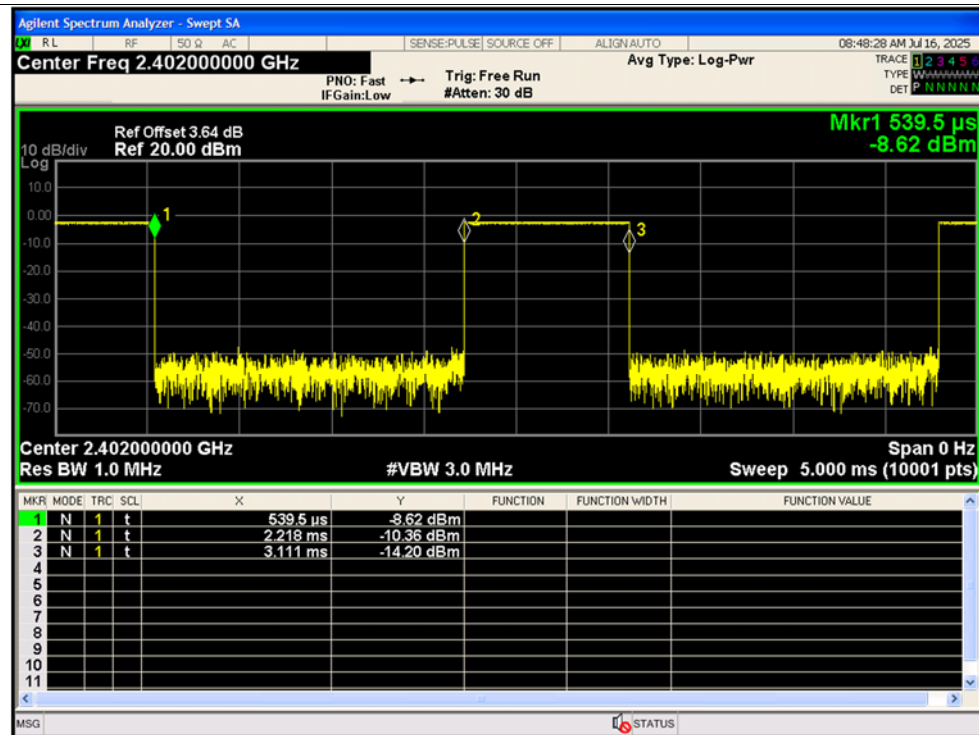 Agilent Spectrum Analyzer - Swept SA
RL RF 50 Ω AC SENSE:PULSE SOURCE OFF ALIGNAUTO 08:48:28 AM Jul 16, 2025
Center Freq 2.402000000 GHz
PNO: Fast
IFGain:Low
Trig: Free Run
#Atten: 30 dB
Avg Type: Log-Pwr
TRACE 1 2 3 4 5 6
TYPE W
DET P N N N N N
Mkr1 539.5 µs
-8.62 dBm
Ref Offset 3.64 dB
10 dB/div Ref 20.00 dBm
Log
10.0
0.00
-10.0
-20.0
-30.0
-40.0
-50.0
-60.0
-70.0
1
2
3
Center 2.402000000 GHz Span 0 Hz
Res BW 1.0 MHz #VBW 3.0 MHz Sweep 5.000 ms (10001 pts)
MKR MODE TRC SCL X Y FUNCTION FUNCTION WIDTH FUNCTION VALUE
1 N 1 t 539.5 µs -8.62 dBm
2 N 1 t 2.218 ms -10.36 dBm
3 N 1 t 3.111 ms -14.20 dBm
4
5
6
7
8
9
10
11
MSG STATUS